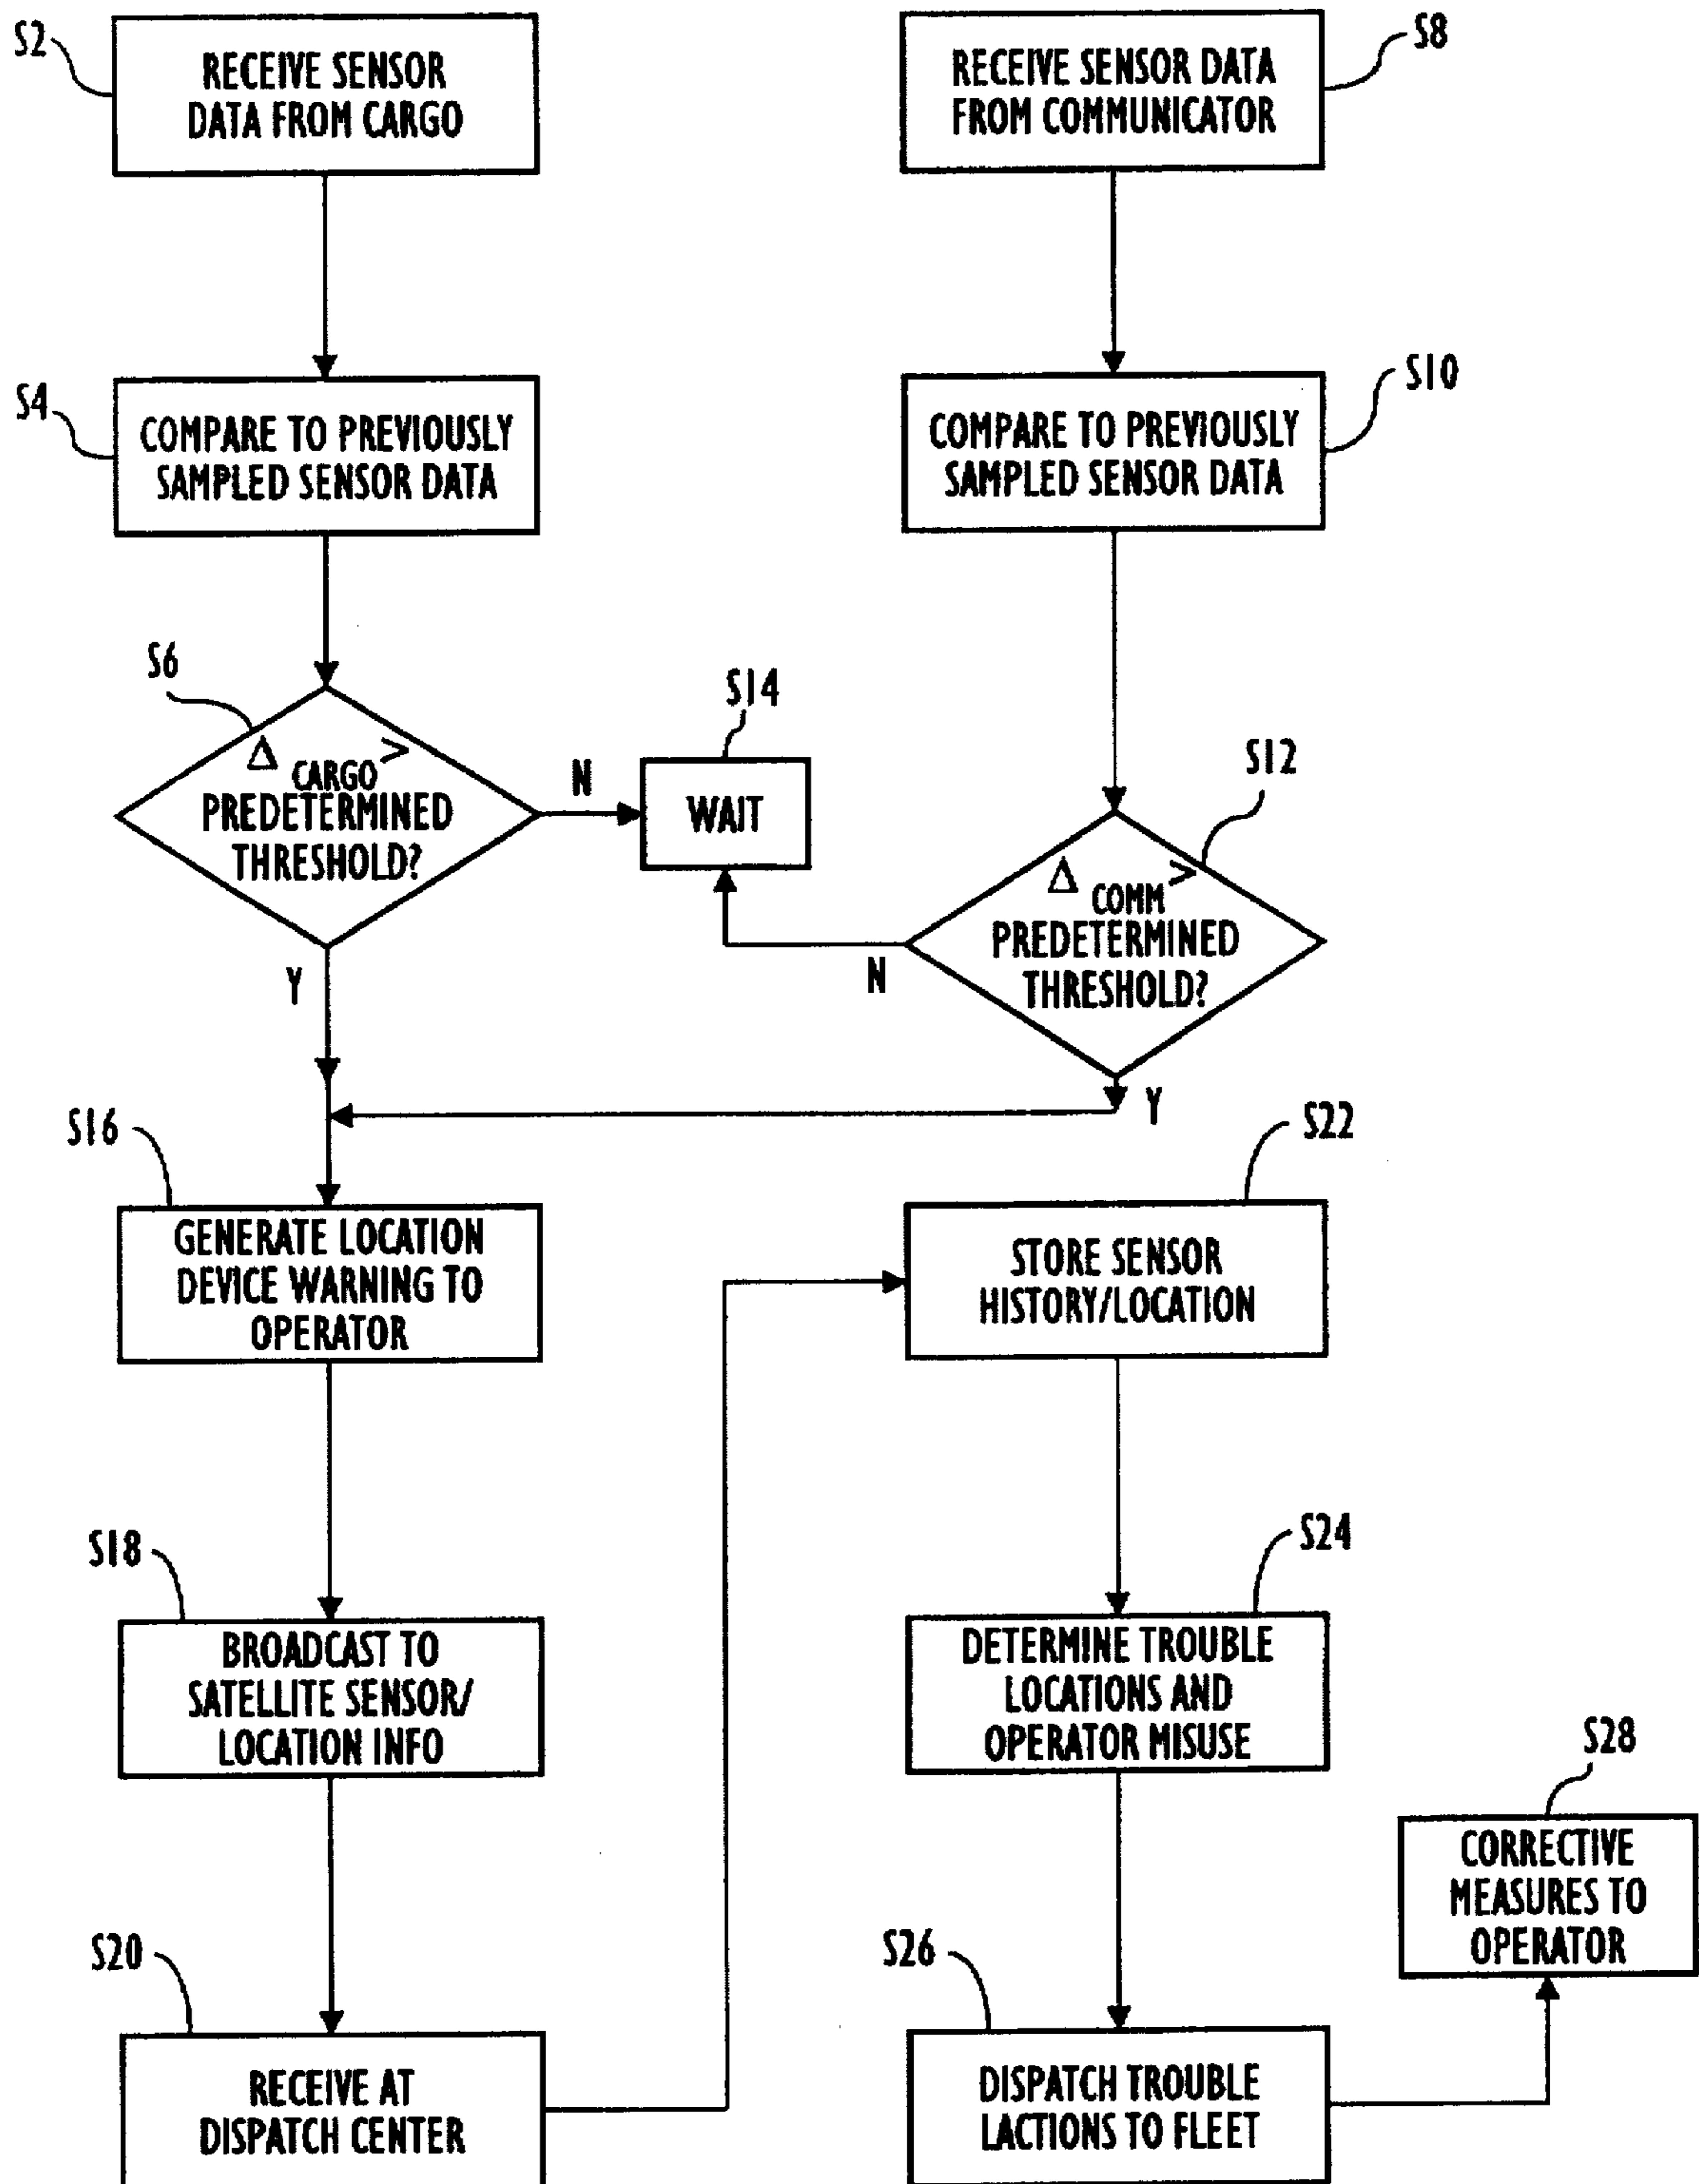 S2
RECEIVE SENSOR
DATA FROM CARGO
S8
RECEIVE SENSOR DATA
FROM COMMUNICATOR
S4
COMPARE TO PREVIOUSLY
SAMPLED SENSOR DATA
S10
COMPARE TO PREVIOUSLY
SAMPLED SENSOR DATA
S6
Δ CARGO >
PREDETERMINED
THRESHOLD?
N
S14
WAIT
S12
Δ COMM >
PREDETERMINED
THRESHOLD?
N
Y
Y
S16
GENERATE LOCATION
DEVICE WARNING TO
OPERATOR
S22
STORE SENSOR
HISTORY/LOCATION
S18
BROADCAST TO
SATELLITE SENSOR/
LOCATION INFO
S24
DETERMINE TROUBLE
LOCATIONS AND
OPERATOR MISUSE
S28
CORRECTIVE
MEASURES TO
OPERATOR
S20
RECEIVE AT
DISPATCH CENTER
S26
DISPATCH TROUBLE
LACTIONS TO FLEET